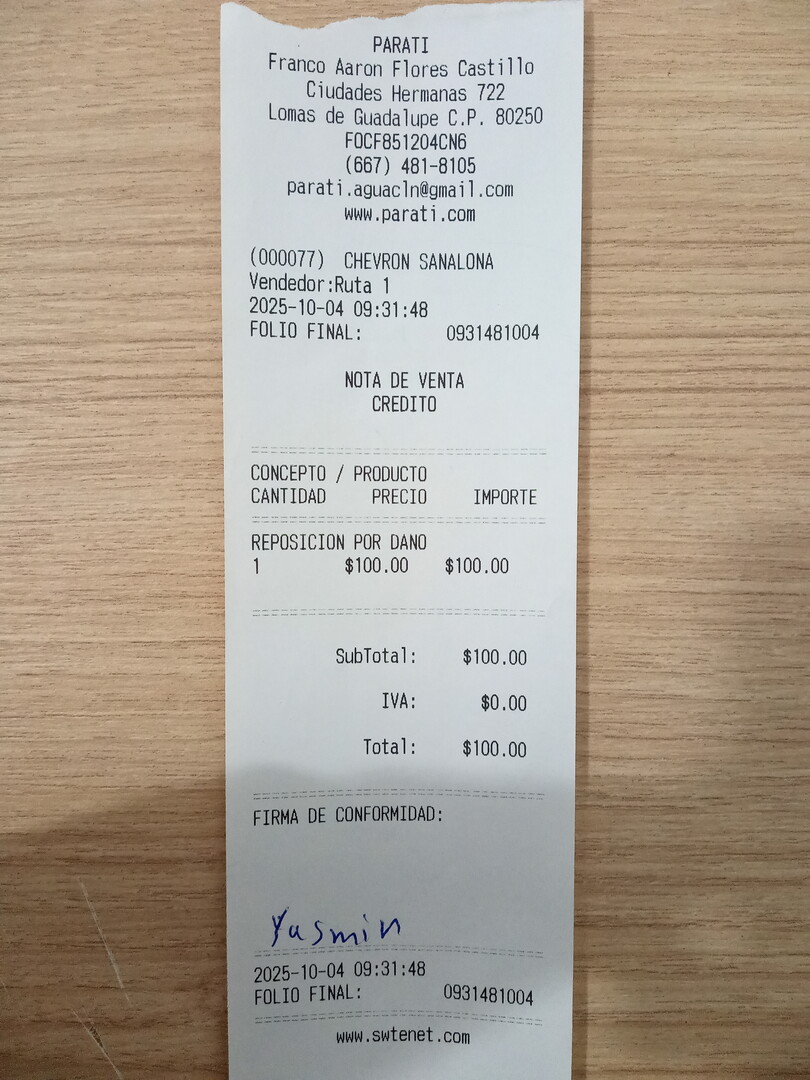 PARATI
Franco Aaron Flores Castillo
Ciudades Hermanas 722
Lomas de Guadalupe C.P. 80250
FOCF851204CN6
(667) 481-8105
parati.aguacln@gmail.com
www.parati.com
(000077) CHEVRON SANALONA
Vendedor:Ruta 1
2025-10-04 09:31:48
FOLIO FINAL: 0931481004
NOTA DE VENTA
CREDITO
CONCEPTO / PRODUCTO
CANTIDAD PRECIO IMPORTE
REPOSICION POR DANO
1 $100.00 $100.00
SubTotal: $100.00
IVA: $0.00
Total: $100.00
FIRMA DE CONFORMIDAD:
Yasmin
2025-10-04 09:31:48
FOLIO FINAL: 0931481004
www.swtenet.com